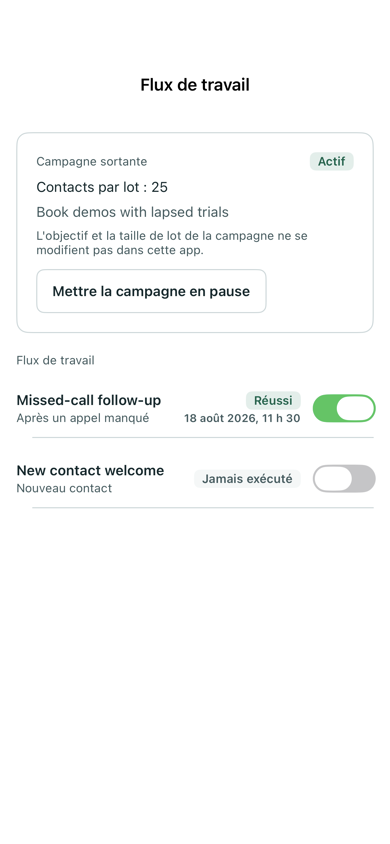 Flux de travail
Campagne sortante
Actif
Contacts par lot : 25
Book demos with lapsed trials
L'objectif et la taille de lot de la campagne ne se
modifient pas dans cette app.
Mettre la campagne en pause
Flux de travail
Missed-call follow-up
Réussi
Après un appel manqué
18 août 2026, 11 h 30
New contact welcome
Jamais exécuté
Nouveau contact